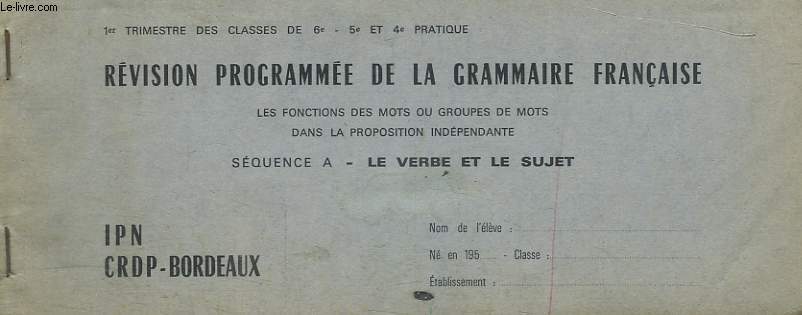 Le-livre.com
1er TRIMESTRE DES CLASSES DE 6e - 5e ET 4e PRATIQUE
RÉVISION PROGRAMMÉE DE LA GRAMMAIRE FRANÇAISE
LES FONCTIONS DES MOTS OU GROUPES DE MOTS
DANS LA PROPOSITION INDÉPENDANTE
SÉQUENCE A - LE VERBE ET LE SUJET
IPN
CRDP-BORDEAUX
Nom de l'élève :
Né en 195 - Classe :
Établissement :